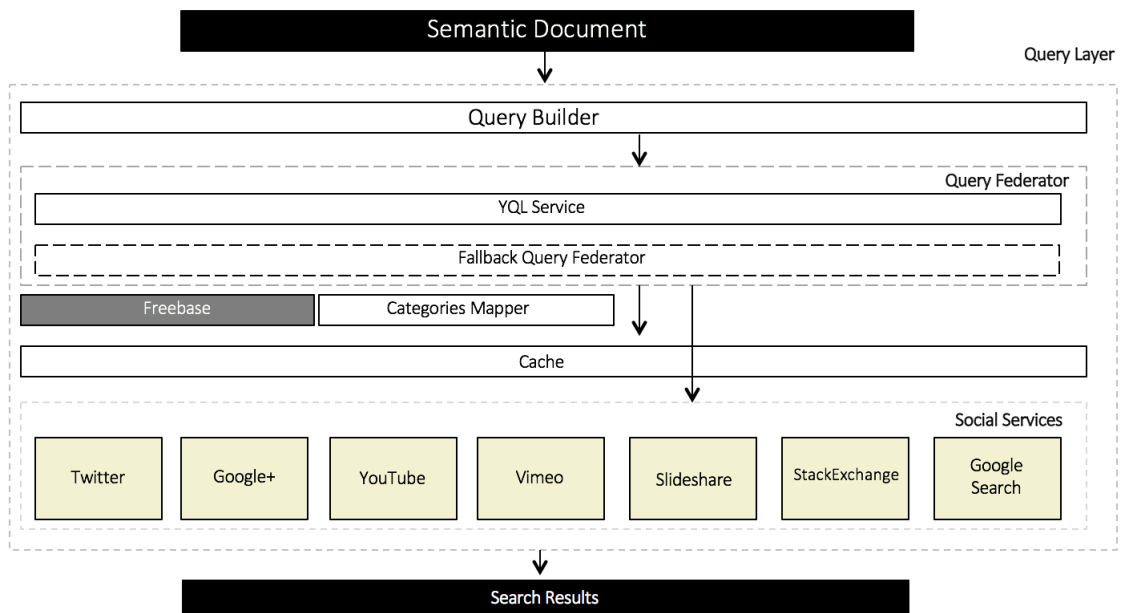 Semantic Document
Query Layer
Query Builder
Query Federator
YQL Service
Fallback Query Federator
Freebase
Categories Mapper
Cache
Social Services
Twitter
Google+
YouTube
Vimeo
Slideshare
StackExchange
Google
Search
Search Results